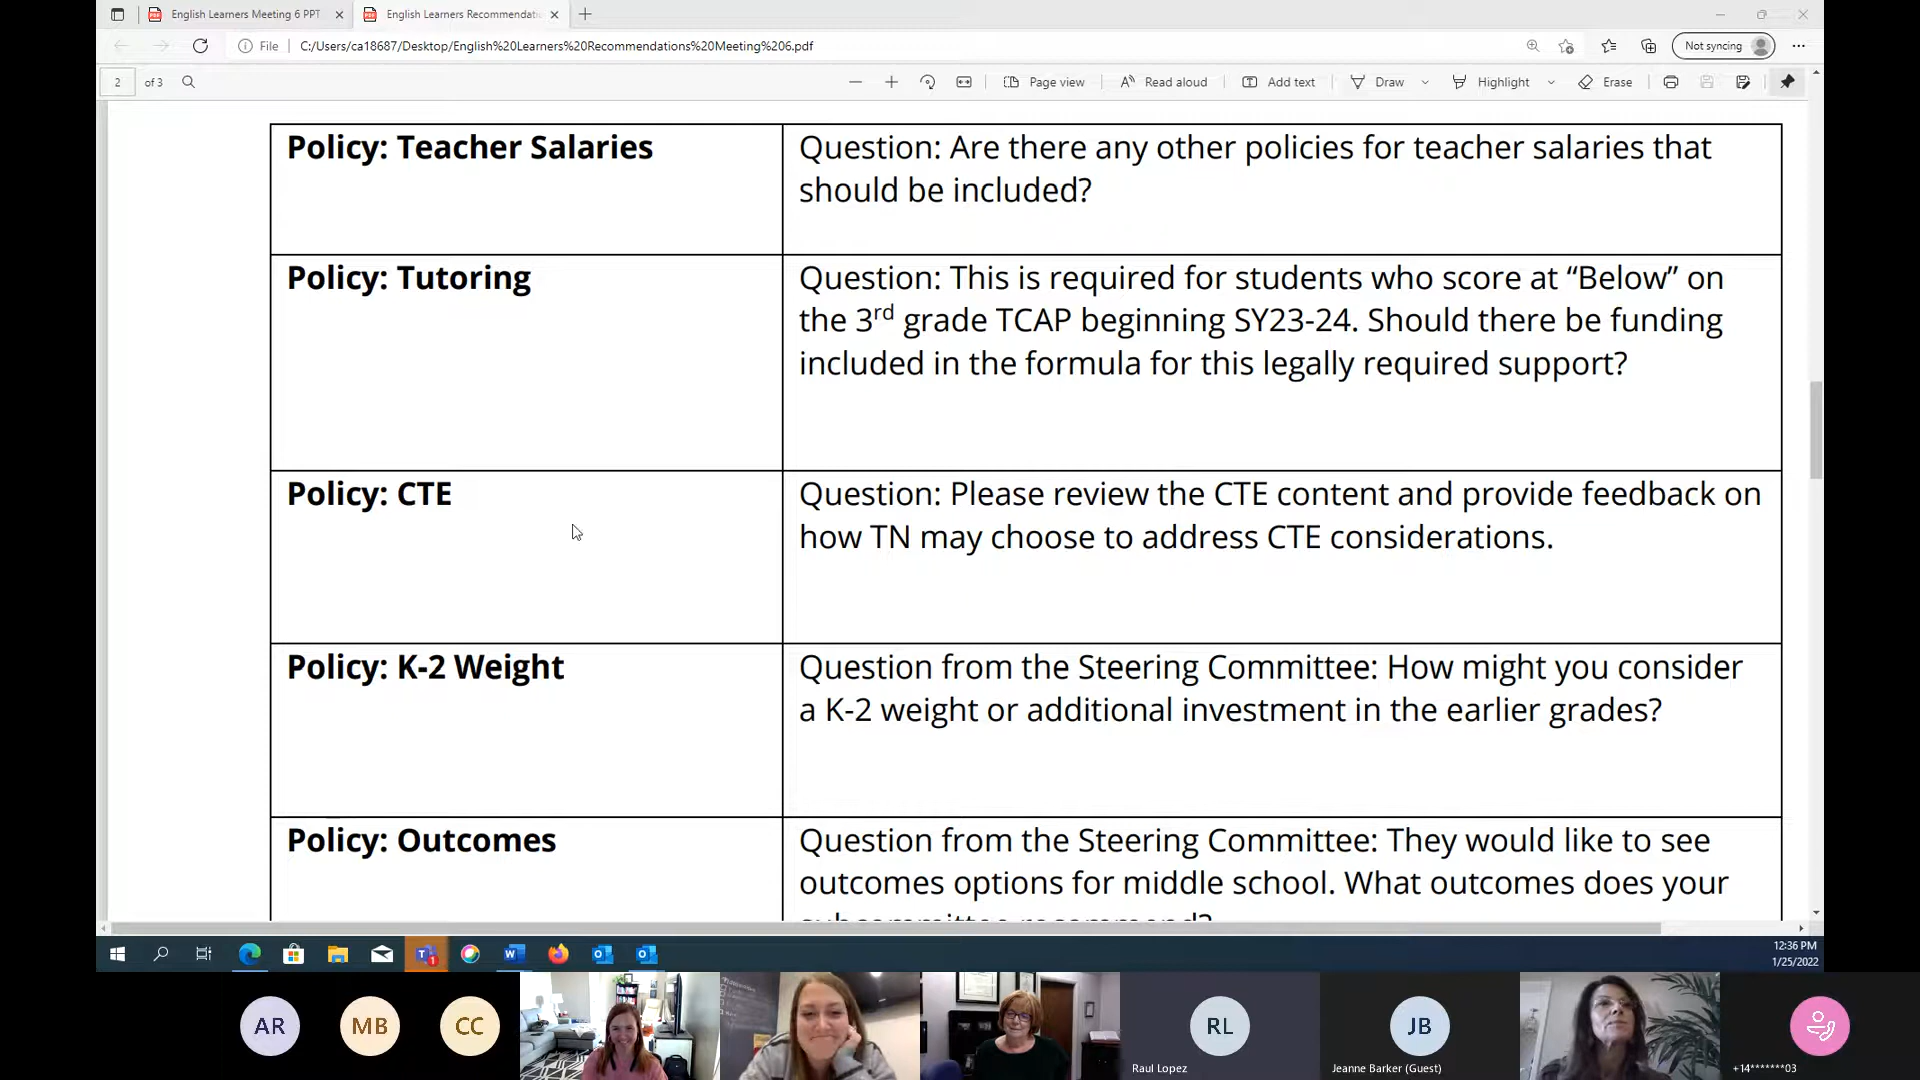 English Learners Meeting 6 PPT
English Learners Recommendati
File
C:/Users/ca18687/Desktop/English%20Learners%20Recommendations%20Meeting%206.pdf
Not syncing
2
of 3
Page view
Read aloud
Add text
Draw
Highlight
Erase
Policy: Teacher Salaries
Question: Are there any other policies for teacher salaries that
should be included?
Policy: Tutoring
Question: This is required for students who score at “Below” on
the 3rd grade TCAP beginning SY23-24. Should there be funding
included in the formula for this legally required support?
Policy: CTE
Question: Please review the CTE content and provide feedback on
how TN may choose to address CTE considerations.
Policy: K-2 Weight
Question from the Steering Committee: How might you consider
a K-2 weight or additional investment in the earlier grades?
Policy: Outcomes
Question from the Steering Committee: They would like to see
outcomes options for middle school. What outcomes does your
subcommittee recommend?
12:36 PM
1/25/2022
AR
MB
CC
RL
Raul Lopez
JB
Jeanne Barker (Guest)
+14*******03